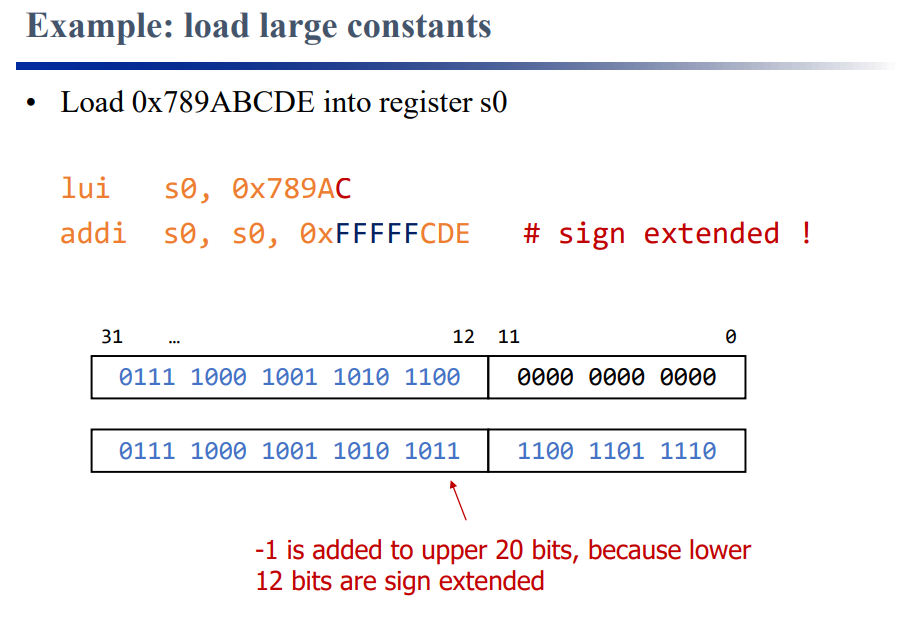 Example: load large constants
• Load 0x789ABCDE into register s0
lui s0, 0x789AC
addi s0, s0, 0xFFFFFCDE # sign extended !
31 … 12 11 0
0111 1000 1001 1010 1100 0000 0000 0000
0111 1000 1001 1010 1011 1100 1101 1110
-1 is added to upper 20 bits, because lower
12 bits are sign extended